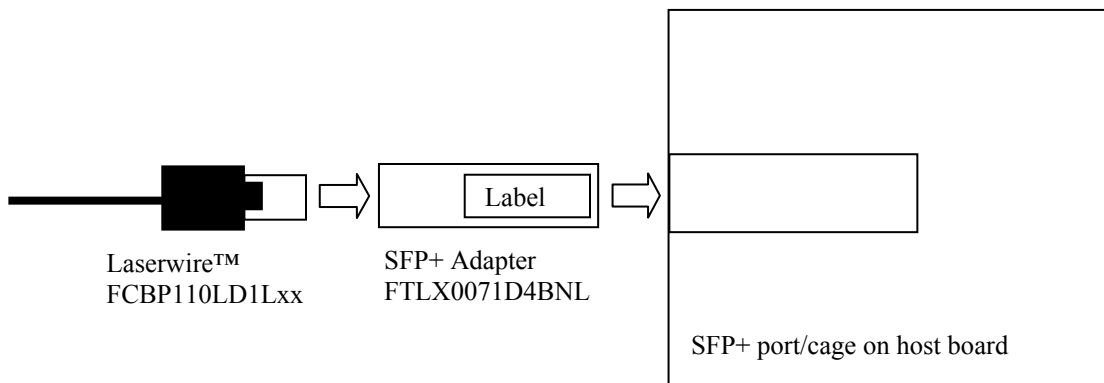 Label
Laserwire™
FCBP110LD1Lxx
SFP+ Adapter
FTLX0071D4BNL
SFP+ port/cage on host board